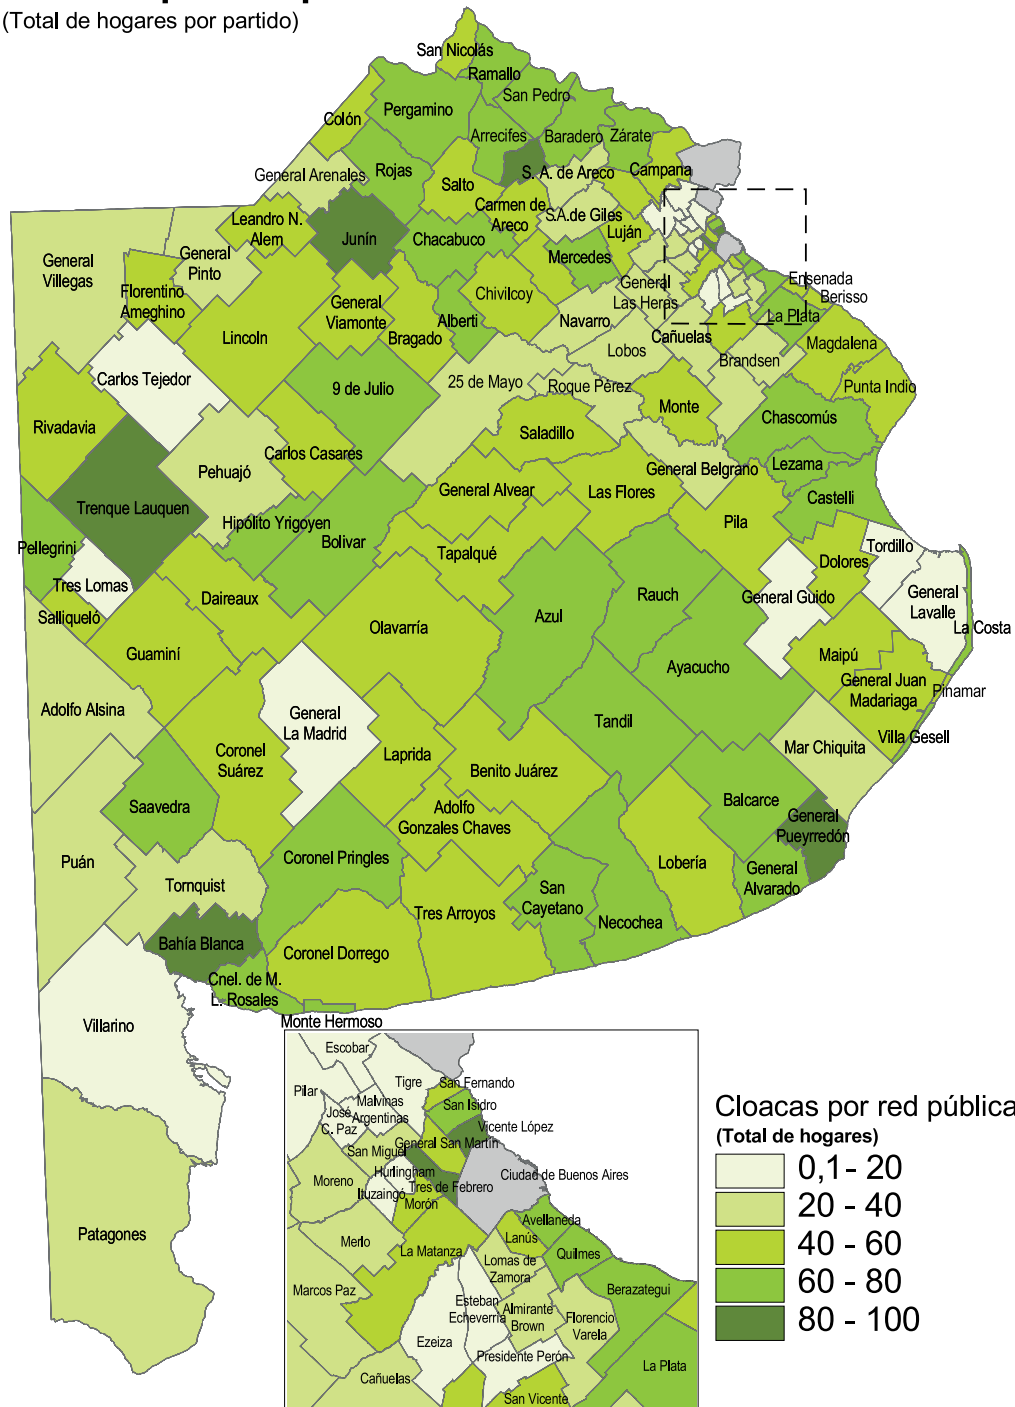 (Total de hogares por partido)
San Nicolás
Ramallo
San Pedro
Colón
Pergamino
Arrecifes
Baradero
Zárate
General Arenales
Rojas
Salto
S. A. de Areco
Campana
Leandro N.
Alem
Junín
Chacabuco
Carmen de
Areco
S.A.de Giles
Luján
Mercedes
General
Villegas
General
Pinto
Florentino
Ameghino
Lincoln
General
Viamonte
Bragado
Alberti
Chivilcoy
Navarro
General
Las Heras
Ensenada
Berisso
La Plata
Cañuelas
Lobos
Brandsen
Magdalena
Punta Indio
Carlos Tejedor
9 de Julio
25 de Mayo
Roque Pérez
Monte
Chascomús
Rivadavia
Pehuajó
Carlos Casares
Saladillo
General Belgrano
Lezama
Castelli
Trenque Lauquen
Hipólito Yrigoyen
Bolivar
General Alvear
Las Flores
Pila
Pellegrini
Tres Lomas
Salliqueló
Daireaux
Tapalqué
Dolores
Tordillo
General Guido
General
Lavalle
La Costa
Guaminí
Olavarría
Azul
Rauch
Ayacucho
Maipú
General Juan
Madariaga
Pinamar
Villa Gesell
Adolfo Alsina
General
La Madrid
Coronel
Suárez
Laprida
Tandil
Mar Chiquita
Benito Juárez
Saavedra
Adolfo
Gonzales Chaves
Balcarce
General
Pueyrredón
Puán
Tornquist
Coronel Pringles
San
Cayetano
Lobería
General
Alvarado
Necochea
Tres Arroyos
Bahía Blanca
Coronel Dorrego
Cnel. de M.
L. Rosales
Monte Hermoso
Villarino
Patagones
Escobar
Pilar
Tigre
San Fernando
Malvinas
Argentinas
José
C. Paz
San Isidro
Vicente López
San Miguel
General San Martín
Moreno
Hurlingham
Ituzaingó
Tres de Febrero
Morón
Ciudad de Buenos Aires
Merlo
La Matanza
Avellaneda
Lanús
Quilmes
Lomas de
Zamora
Marcos Paz
Berazategui
Esteban
Echeverría
Almirante
Brown
Florencio
Varela
Ezeiza
Presidente Perón
La Plata
Cañuelas
San Vicente
Cloacas por red pública
(Total de hogares)
0,1 - 20
20 - 40
40 - 60
60 - 80
80 - 100